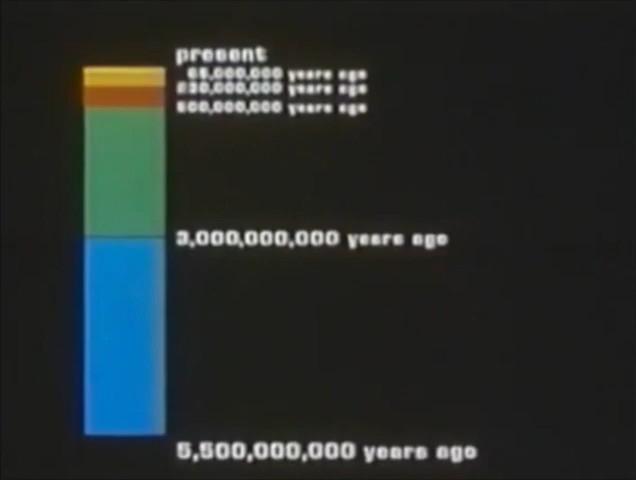 present
65,000,000 years ago
230,000,000 years ago
600,000,000 years ago
3,000,000,000 years ago
5,500,000,000 years ago